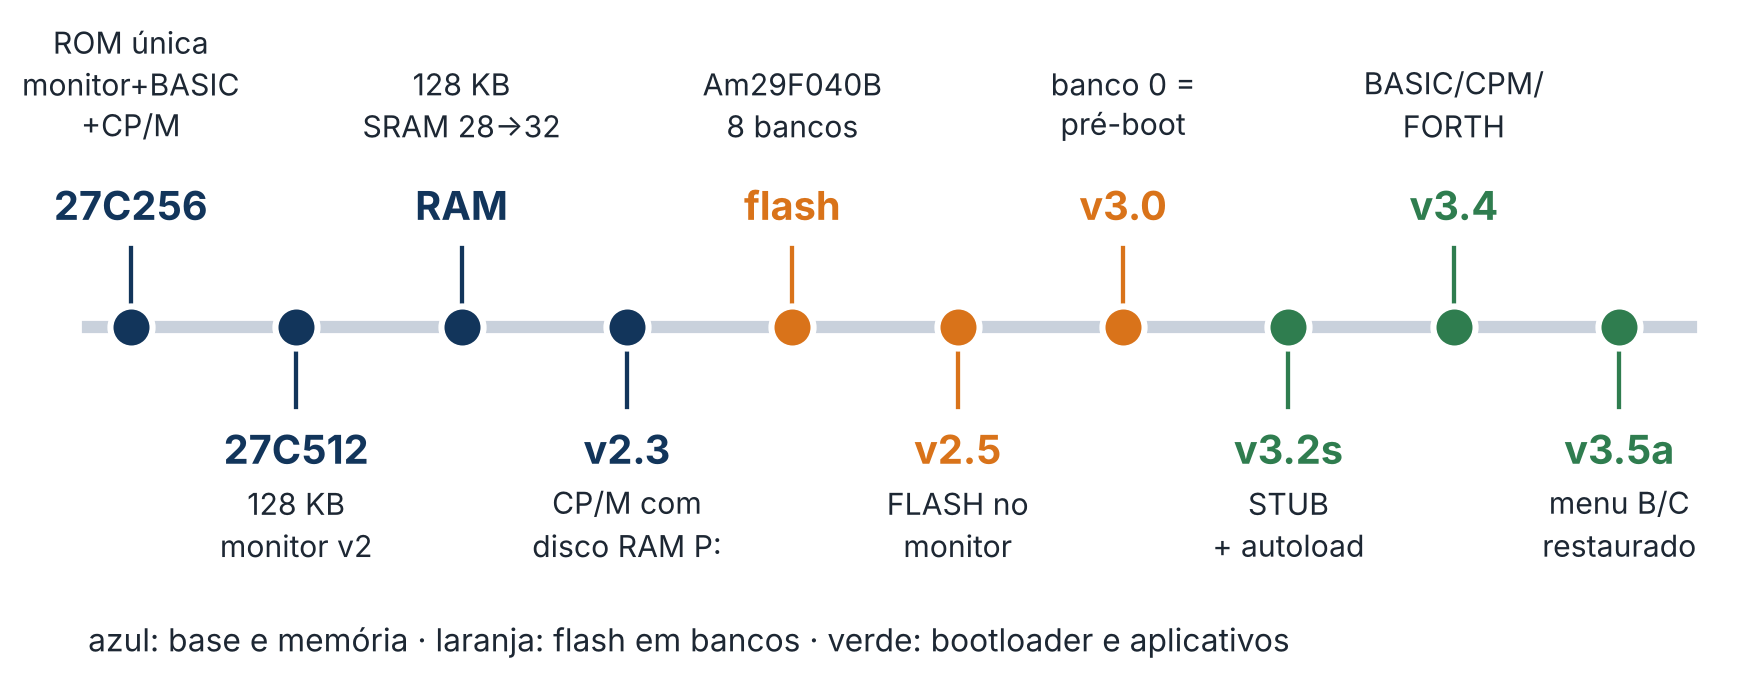 ROM única
monitor+BASIC
+CP/M
27C256
27C512
128 KB
monitor v2
128 KB
SRAM 28→32
RAM
v2.3
CP/M com
disco RAM P:
Am29F040B
8 bancos
flash
v2.5
FLASH no
monitor
banco 0 =
pré-boot
v3.0
v3.2s
STUB
+ autoload
BASIC/CPM/
FORTH
v3.4
v3.5a
menu B/C
restaurado
azul: base e memória · laranja: flash em bancos · verde: bootloader e aplicativos